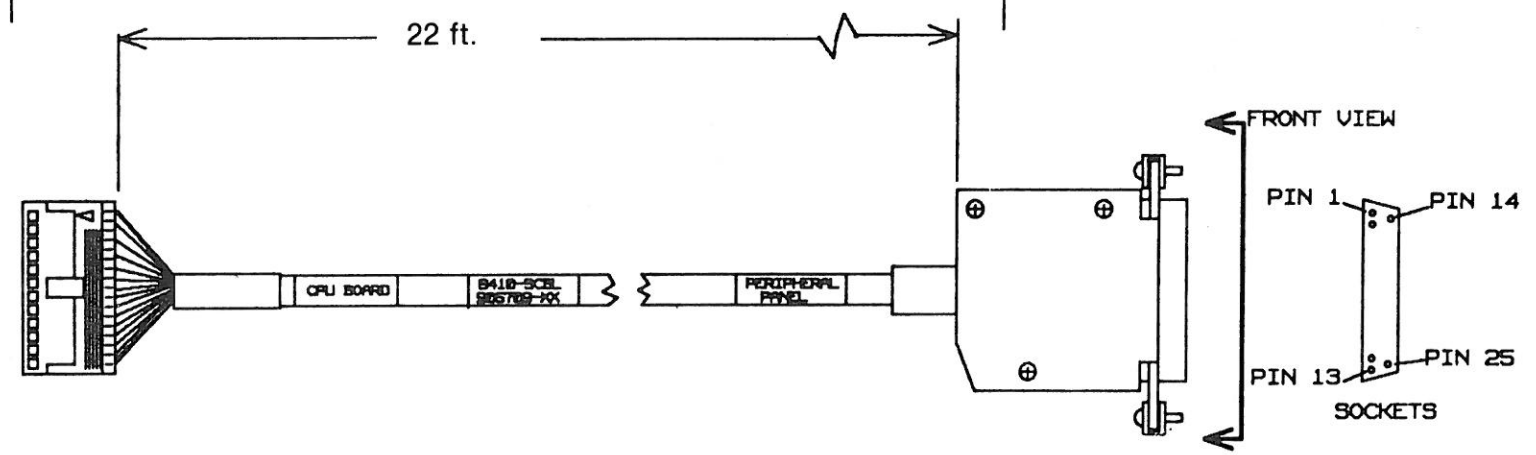 22 ft.
FRONT VIEW
PIN 1
PIN 14
CPU BOARD
8410-SCBL
905709-XX
PERIPHERAL
PANEL
PIN 13
PIN 25
SOCKETS